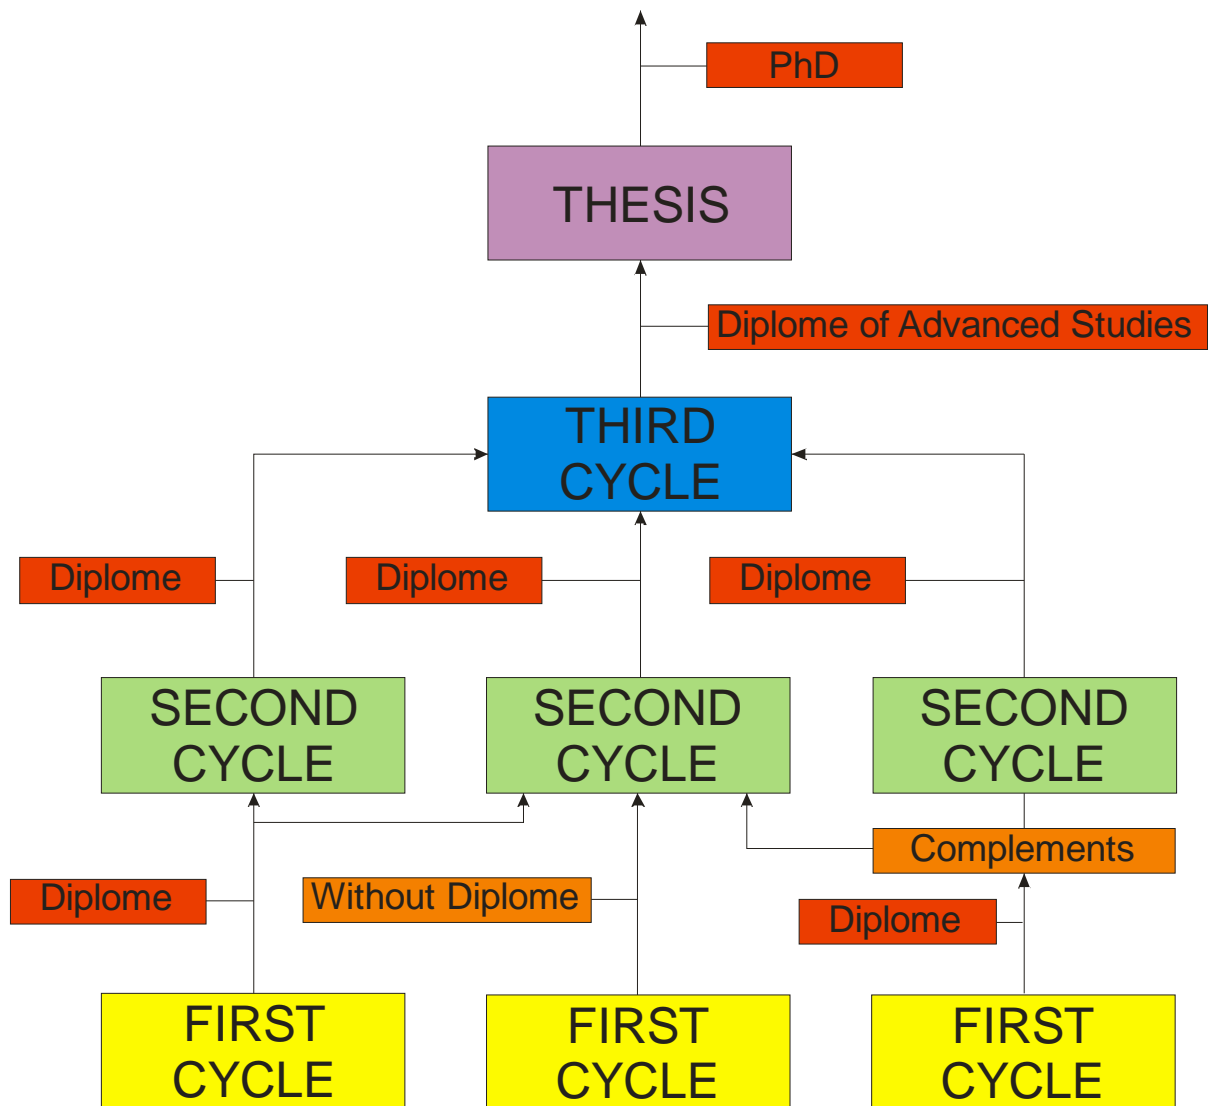 PhD
THESIS
Diplome of Advanced Studies
THIRD
CYCLE
Diplome
Diplome
Diplome
SECOND
CYCLE
SECOND
CYCLE
SECOND
CYCLE
Complements
Diplome
Without Diplome
Diplome
FIRST
CYCLE
FIRST
CYCLE
FIRST
CYCLE